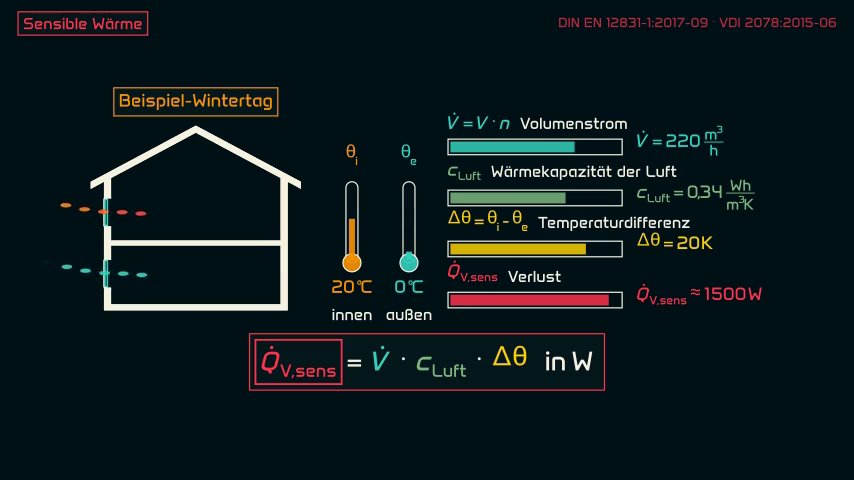 Sensible Wärme
DIN EN 12831-1:2017-09 · VDI 2078:2015-06
Beispiel-Wintertag
θi
θe
20°C
0°C
innen
außen
V̇ = V · n Volumenstrom
V̇ = 220 m³/h
cLuft Wärmekapazität der Luft
cLuft = 0,34 Wh/m³K
Δθ = θi - θe Temperaturdifferenz
Δθ = 20K
Q̇V,sens Verlust
Q̇V,sens ≈ 1500 W
Q̇V,sens = V̇ · cLuft · Δθ in W